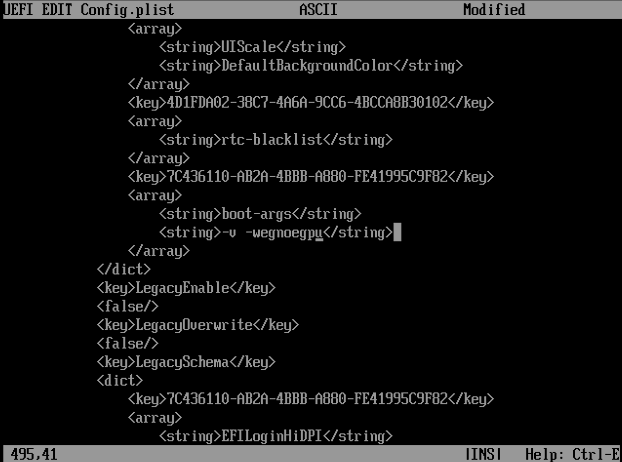 UEFI EDIT Config.plist ASCII Modified
<array>
<string>UIScale</string>
<string>DefaultBackgroundColor</string>
</array>
<key>4D1FDA02-38C7-4A6A-9CC6-4BCCA8B30102</key>
<array>
<string>rtc-blacklist</string>
</array>
<key>7C436110-AB2A-4BBB-A880-FE41995C9F82</key>
<array>
<string>boot-args</string>
<string>-v -wegnoegpu</string>
</array>
</dict>
<key>LegacyEnable</key>
<false/>
<key>LegacyOverwrite</key>
<false/>
<key>LegacySchema</key>
<dict>
<key>7C436110-AB2A-4BBB-A880-FE41995C9F82</key>
<array>
<string>EFILoginHiDPI</string>
495,41 |INS| Help: Ctrl-E